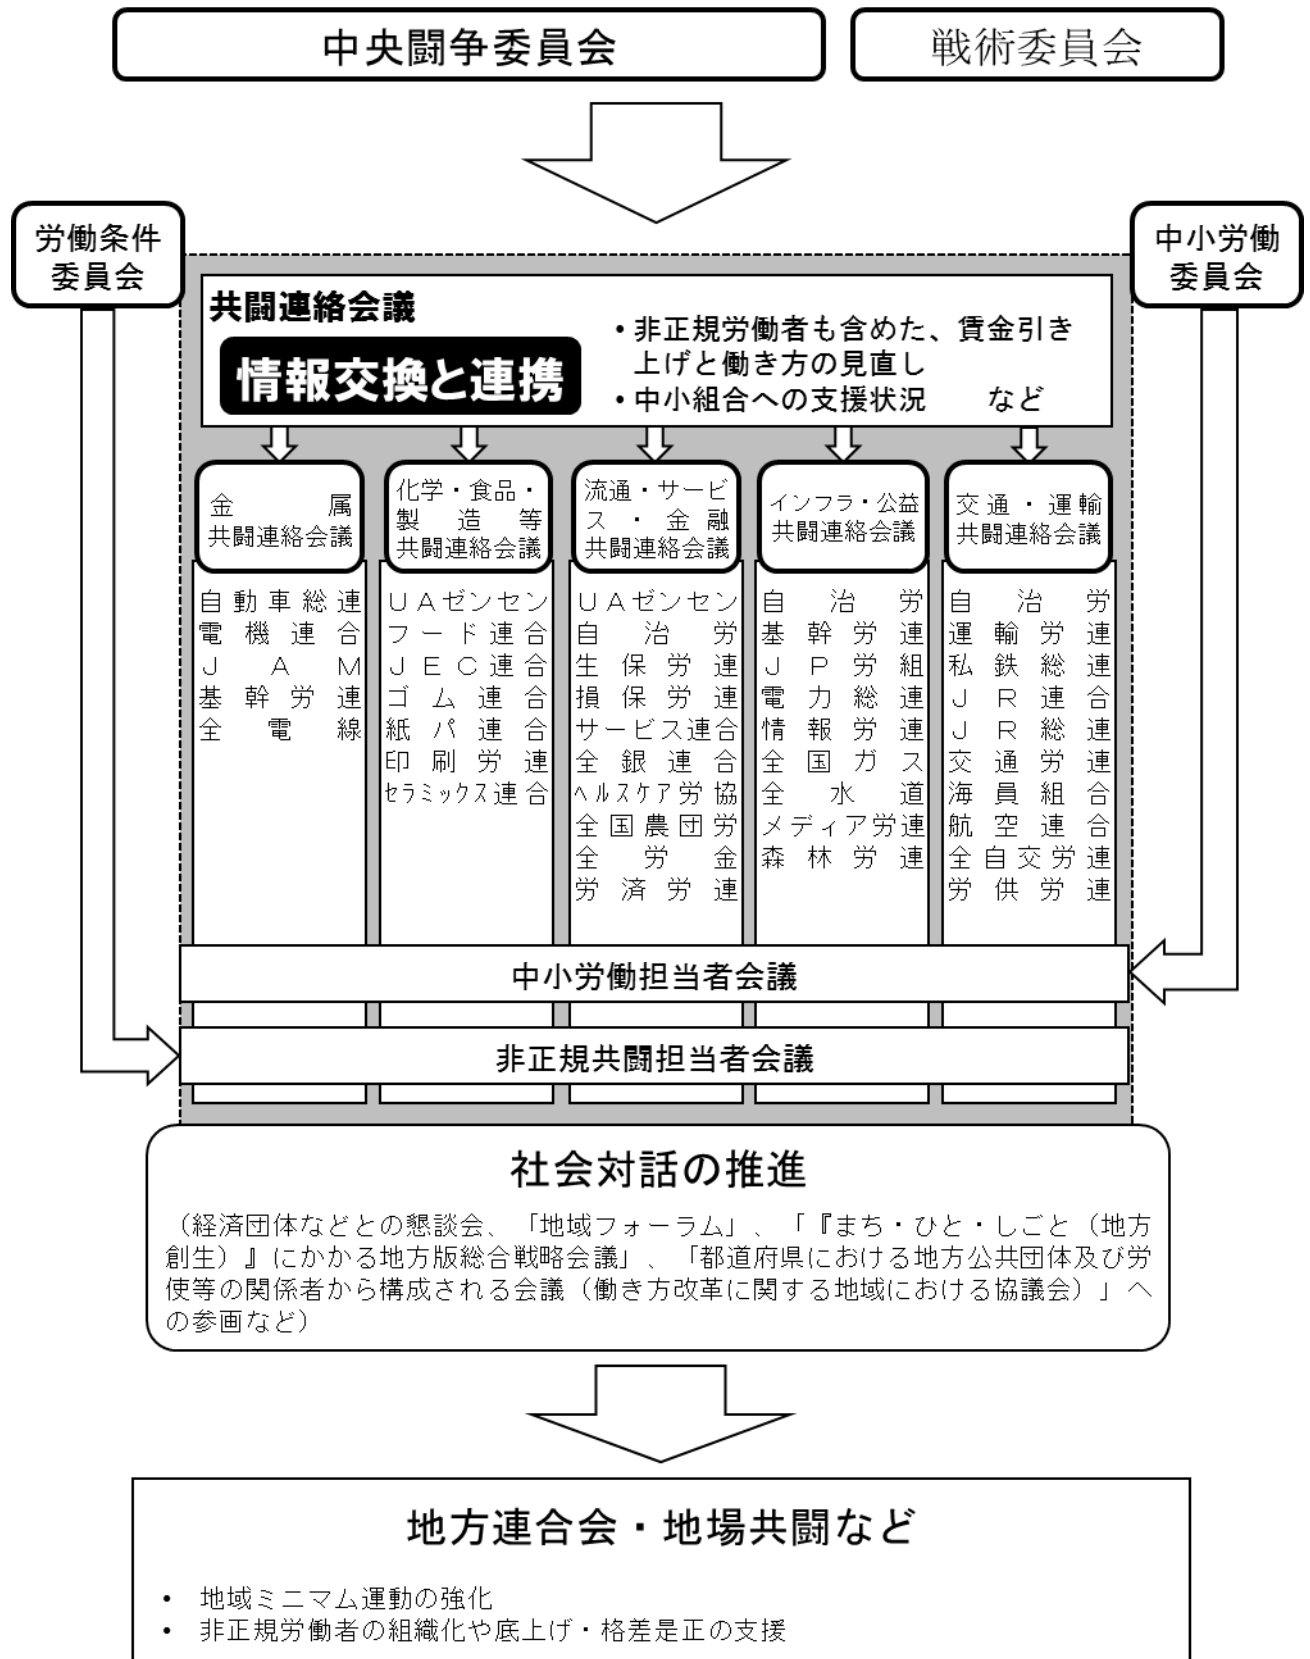 中央闘争委員会
戦術委員会
労働条件
委員会
中小労働
委員会
共闘連絡会議
情報交換と連携
・非正規労働者も含めた、賃金引き
上げと働き方の見直し
・中小組合への支援状況　など
金属
共闘連絡会議
化学・食品・
製造等
共闘連絡会議
流通・サービ
ス・金融
共闘連絡会議
インフラ・公益
共闘連絡会議
交通・運輸
共闘連絡会議
自動車総連
電機連合
ＪＡＭ
基幹労連
全電線
ＵＡゼンセン
フード連合
ＪＥＣ連合
ゴム連合
紙パ連合
印刷労連
セラミックス連合
ＵＡゼンセン
自治労
生保労連
損保労連
サービス連合
全銀連合
ヘルスケア労協
全国農団労
全労金
労済労連
自治労
基幹労連
ＪＰ労組
電力総連
情報労連
全国ガス
全水道
メディア労連
森林労連
自治労
運輸労連
私鉄総連
ＪＲ連合
ＪＲ総連
交通労連
海員組合
航空連合
全自交労連
労供労連
中小労働担当者会議
非正規共闘担当者会議
社会対話の推進
（経済団体などとの懇談会、「地域フォーラム」、「『まち・ひと・しごと（地方
創生）』にかかる地方版総合戦略会議」、「都道府県における地方公共団体及び労
使等の関係者から構成される会議（働き方改革に関する地域における協議会）」へ
の参画など）
地方連合会・地場共闘など
・ 地域ミニマム運動の強化
・ 非正規労働者の組織化や底上げ・格差是正の支援